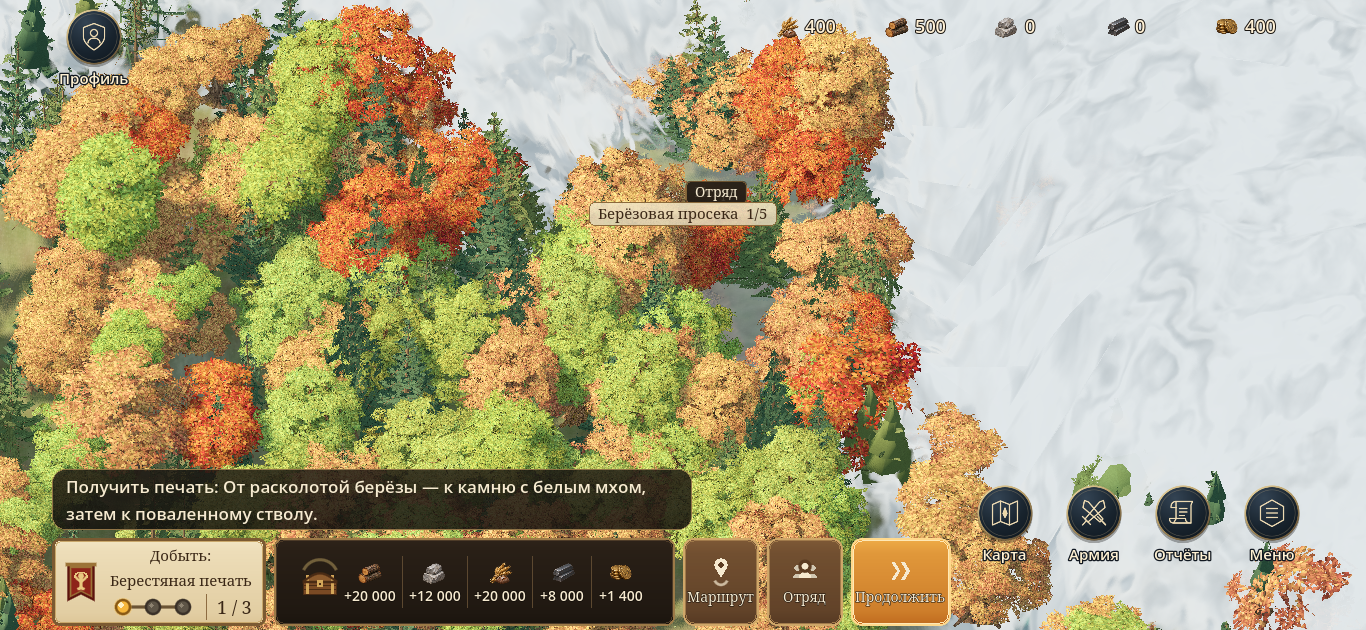 Профиль
400
500
0
0
400
Отряд
Берёзовая просека 1/5
Получить печать: От расколотой берёзы — к камню с белым мхом,
затем к поваленному стволу.
Добыть:
Берестяная печать
1 / 3
+20 000
+12 000
+20 000
+8 000
+1 400
Маршрут
Отряд
Продолжить
Карта
Армия
Отчёты
Меню